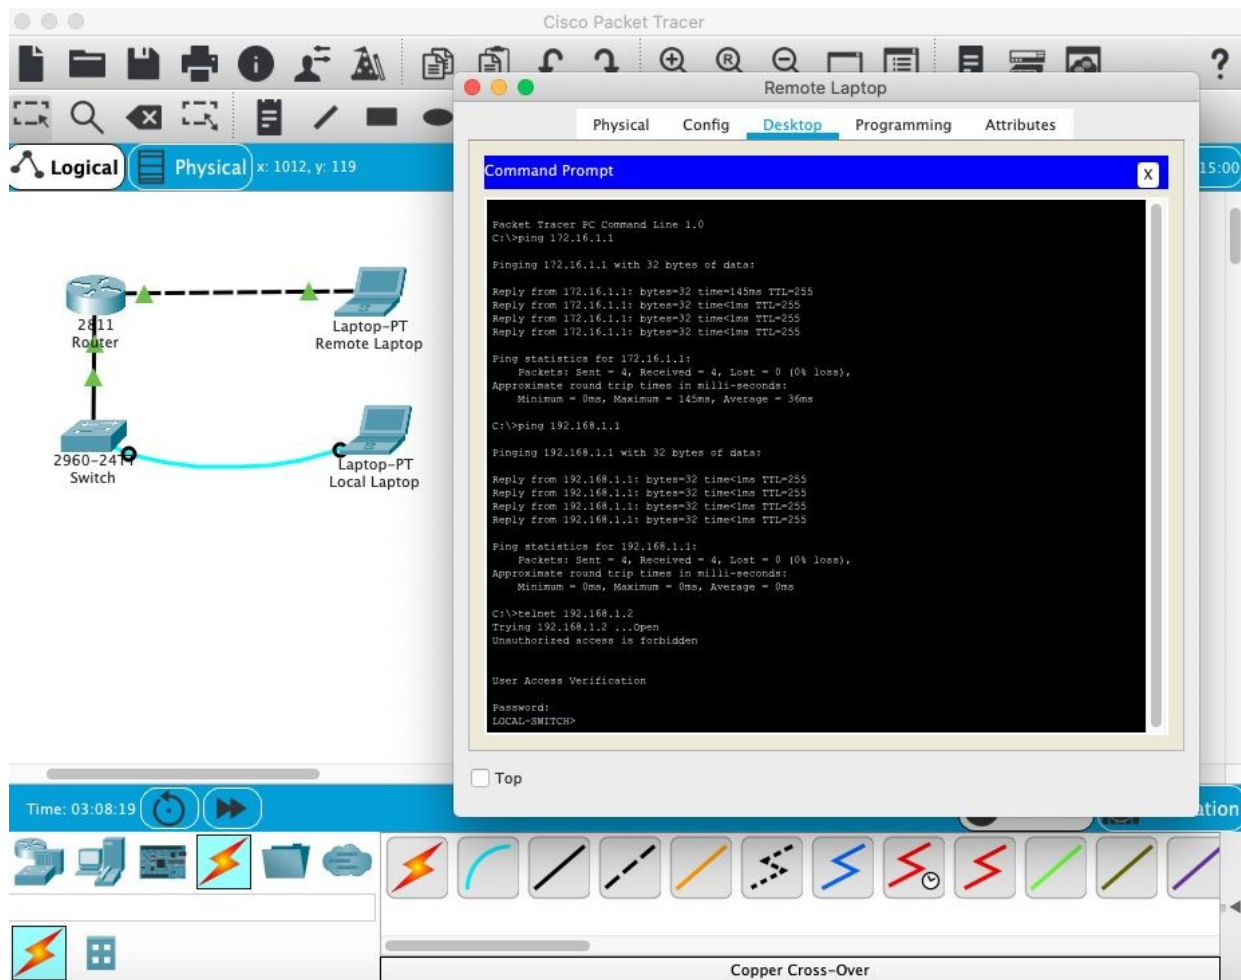 Cisco Packet Tracer
R
?
Logical
Physical
x: 1012, y: 119
15:00
2811
Router
Laptop-PT
Remote Laptop
2960-24TT
Switch
Laptop-PT
Local Laptop
Remote Laptop
Physical
Config
Desktop
Programming
Attributes
Command Prompt
X
Packet Tracer PC Command Line 1.0
C:\>ping 172.16.1.1
Pinging 172.16.1.1 with 32 bytes of data:
Reply from 172.16.1.1: bytes=32 time=145ms TTL=255
Reply from 172.16.1.1: bytes=32 time<1ms TTL=255
Reply from 172.16.1.1: bytes=32 time<1ms TTL=255
Reply from 172.16.1.1: bytes=32 time<1ms TTL=255
Ping statistics for 172.16.1.1:
Packets: Sent = 4, Received = 4, Lost = 0 (0% loss),
Approximate round trip times in milli-seconds:
Minimum = 0ms, Maximum = 145ms, Average = 36ms
C:\>ping 192.168.1.1
Pinging 192.168.1.1 with 32 bytes of data:
Reply from 192.168.1.1: bytes=32 time<1ms TTL=255
Reply from 192.168.1.1: bytes=32 time<1ms TTL=255
Reply from 192.168.1.1: bytes=32 time<1ms TTL=255
Reply from 192.168.1.1: bytes=32 time<1ms TTL=255
Ping statistics for 192.168.1.1:
Packets: Sent = 4, Received = 4, Lost = 0 (0% loss),
Approximate round trip times in milli-seconds:
Minimum = 0ms, Maximum = 0ms, Average = 0ms
C:\>telnet 192.168.1.2
Trying 192.168.1.2 ...Open
Unauthorized access is forbidden
User Access Verification
Password:
LOCAL-SWITCH>
Top
Time: 03:08:19
Copper Cross-Over